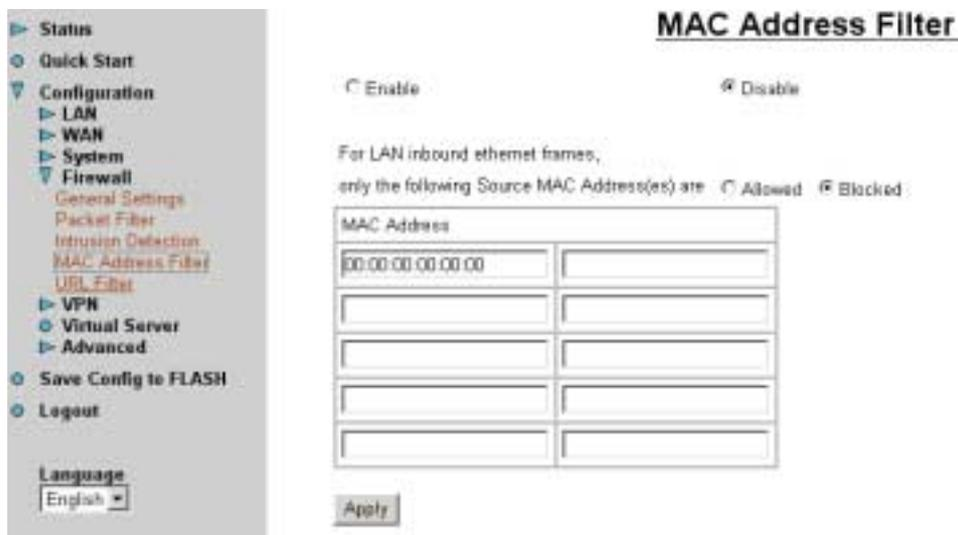 Status
Quick Start
Configuration
LAN
WAN
System
Firewall
General Settings
Packet Filter
Intrusion Detection
MAC Address Filter
URL Filter
VPN
Virtual Server
Advanced
Save Config to FLASH
Logout
Language
English
MAC Address Filter
Enable Disable
For LAN inbound ethernet frames,
only the following Source MAC Address(es) are Allowed Blocked
MAC Address
00:00:00:00:00:00
Apply